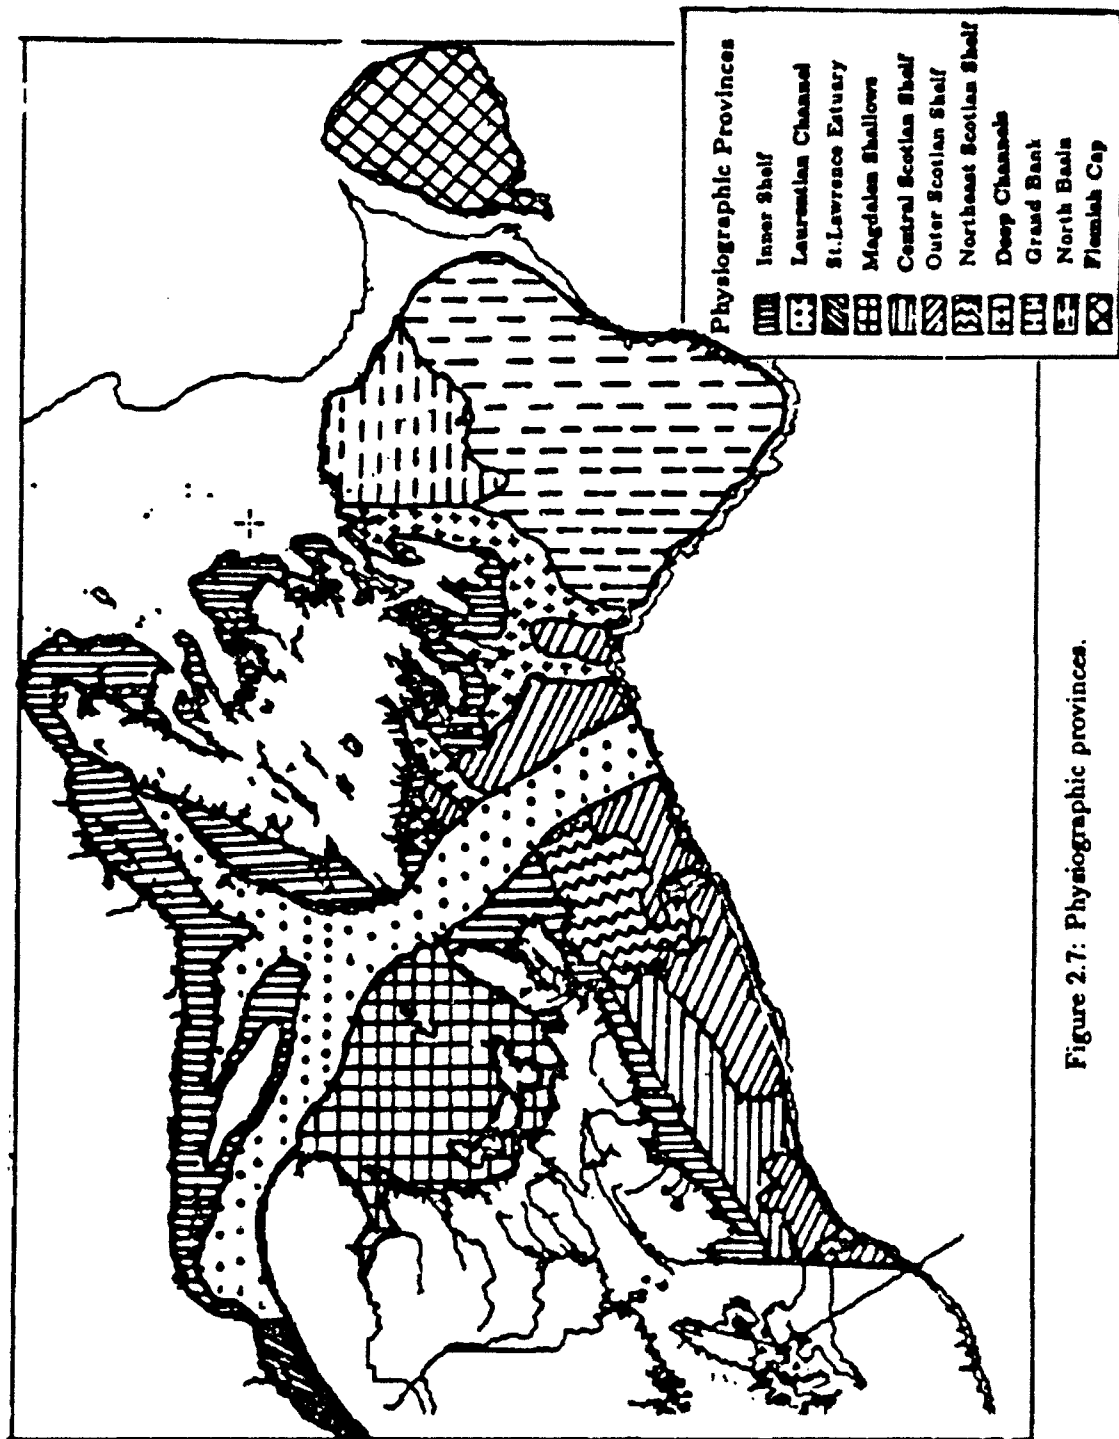 Physiographic Provinces
Inner Shelf
Laurentian Channel
St.Lawrence Estuary
Magdalen Shallows
Central Scotian Shelf
Outer Scotian Shelf
Northeast Scotian Shelf
Deep Channels
Grand Bank
North Basin
Flemish Cap
Figure 2.7: Physiographic provinces.